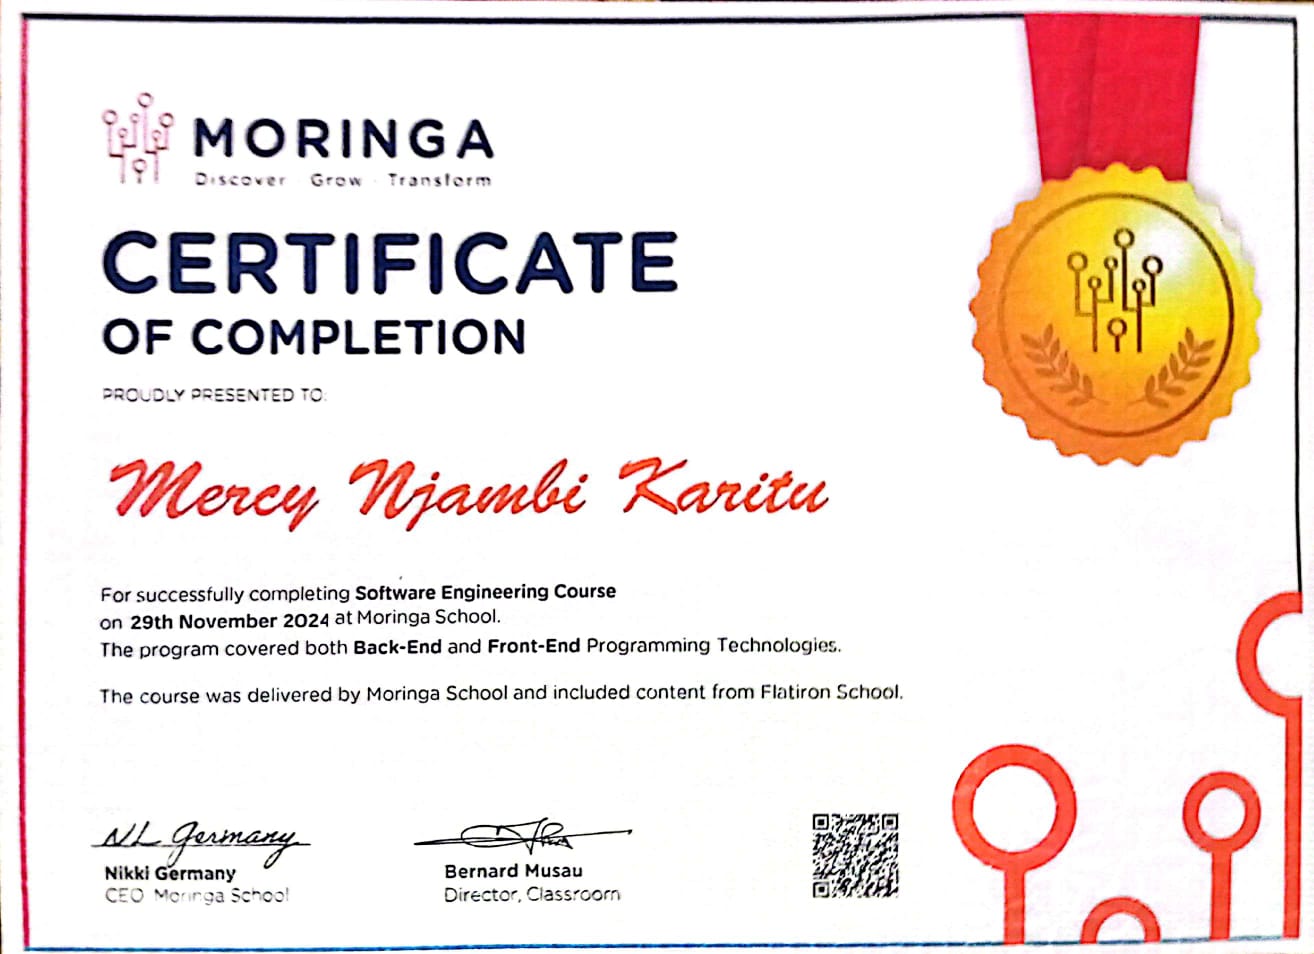 MORINGA
Discover · Grow · Transform
CERTIFICATE
OF COMPLETION
PROUDLY PRESENTED TO:
Mercy Njambi Karitu
For successfully completing Software Engineering Course
on 29th November 2024 at Moringa School.
The program covered both Back-End and Front-End Programming Technologies.
The course was delivered by Moringa School and included content from Flatiron School.
NL Germany
Nikki Germany
CEO Moringa School
Bernard Musau
Director, Classroom